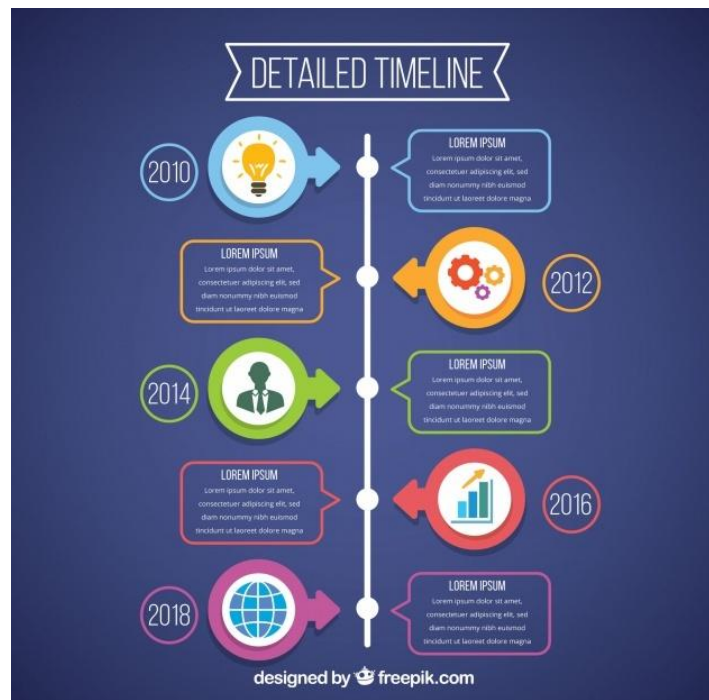 DETAILED TIMELINE
2010
LOREM IPSUM
Lorem ipsum dolor sit amet,
consectetuer adipiscing elit, sed
diam nonummy nibh euismod
tincidunt ut laoreet dolore magna
LOREM IPSUM
Lorem ipsum dolor sit amet,
consectetuer adipiscing elit, sed
diam nonummy nibh euismod
tincidunt ut laoreet dolore magna
2012
2014
LOREM IPSUM
Lorem ipsum dolor sit amet,
consectetuer adipiscing elit, sed
diam nonummy nibh euismod
tincidunt ut laoreet dolore magna
LOREM IPSUM
Lorem ipsum dolor sit amet,
consectetuer adipiscing elit, sed
diam nonummy nibh euismod
tincidunt ut laoreet dolore magna
2016
2018
LOREM IPSUM
Lorem ipsum dolor sit amet,
consectetuer adipiscing elit, sed
diam nonummy nibh euismod
tincidunt ut laoreet dolore magna
designed by freepik.com